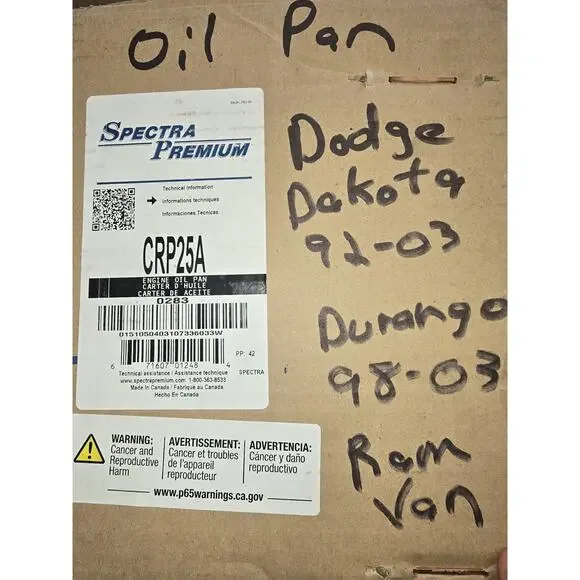 Oil Pan
SPECTRA
PREMIUM
Technical Information
Informations techniques
Informaciones Tecnicas
CRP25A
ENGINE OIL PAN
CARTER D'HUILE
CARTER DE ACEITE
0283
0151050403107336033W
6 71607 01248 4
PP: 42
SPECTRA
Technical assistance / Assistance technique
www.spectrapremium.com 1-800-363-8533
Made In Canada / Fabriqué au Canada
Hecho En Canada
Dodge
Dakota
92-03
Durango
98-03
Ram
Van
WARNING:
Cancer and
Reproductive
Harm
AVERTISSEMENT:
Cancer et troubles
de l'appareil
reproducteur
ADVERTENCIA:
Cáncer y daño
reproductivo
www.p65warnings.ca.gov